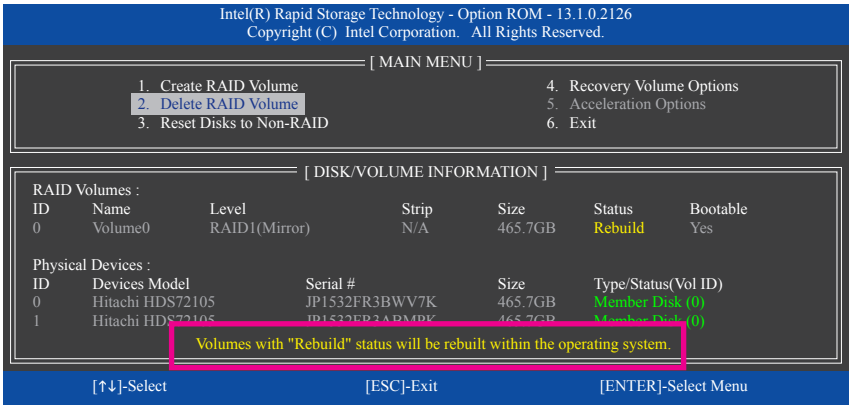 Intel(R) Rapid Storage Technology - Option ROM - 13.1.0.2126
Copyright (C) Intel Corporation. All Rights Reserved.
[ MAIN MENU ]
1. Create RAID Volume
2. Delete RAID Volume
3. Reset Disks to Non-RAID
4. Recovery Volume Options
5. Acceleration Options
6. Exit
[ DISK/VOLUME INFORMATION ]
RAID Volumes :
ID Name Level Strip Size Status Bootable
0 Volume0 RAID1(Mirror) N/A 465.7GB Rebuild Yes
Physical Devices :
ID Devices Model Serial # Size Type/Status(Vol ID)
0 Hitachi HDS72105 JP1532FR3BWV7K 465.7GB Member Disk (0)
1 Hitachi HDS72105 JP1532FR3ABMPK 465.7GB Member Disk (0)
Volumes with "Rebuild" status will be rebuilt within the operating system.
[↑↓]-Select [ESC]-Exit [ENTER]-Select Menu